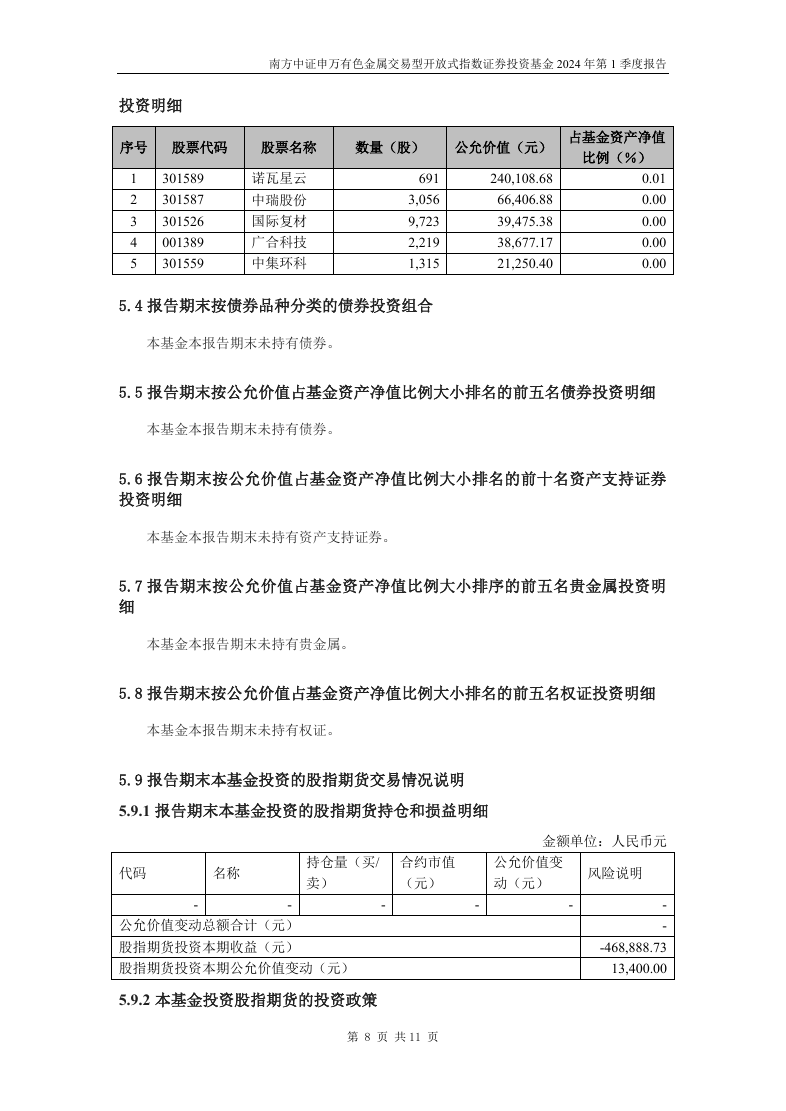 南方中证申万有色金属交易型开放式指数证券投资基金 2024 年第 1 季度报告
投资明细
序号 股票代码 股票名称 数量（股） 公允价值（元） 占基金资产净值比例（%）
1 301589 诺瓦星云 691 240,108.68 0.01
2 301587 中瑞股份 3,056 66,406.88 0.00
3 301526 国际复材 9,723 39,475.38 0.00
4 001389 广合科技 2,219 38,677.17 0.00
5 301559 中集环科 1,315 21,250.40 0.00
5.4 报告期末按债券品种分类的债券投资组合
本基金本报告期末未持有债券。
5.5 报告期末按公允价值占基金资产净值比例大小排名的前五名债券投资明细
本基金本报告期末未持有债券。
5.6 报告期末按公允价值占基金资产净值比例大小排名的前十名资产支持证券
投资明细
本基金本报告期末未持有资产支持证券。
5.7 报告期末按公允价值占基金资产净值比例大小排序的前五名贵金属投资明
细
本基金本报告期末未持有贵金属。
5.8 报告期末按公允价值占基金资产净值比例大小排名的前五名权证投资明细
本基金本报告期末未持有权证。
5.9 报告期末本基金投资的股指期货交易情况说明
5.9.1 报告期末本基金投资的股指期货持仓和损益明细
金额单位：人民币元
代码 名称 持仓量（买/卖） 合约市值（元） 公允价值变动（元） 风险说明
- - - - - -
公允价值变动总额合计（元） -
股指期货投资本期收益（元） -468,888.73
股指期货投资本期公允价值变动（元） 13,400.00
5.9.2 本基金投资股指期货的投资政策
第 8 页 共 11 页